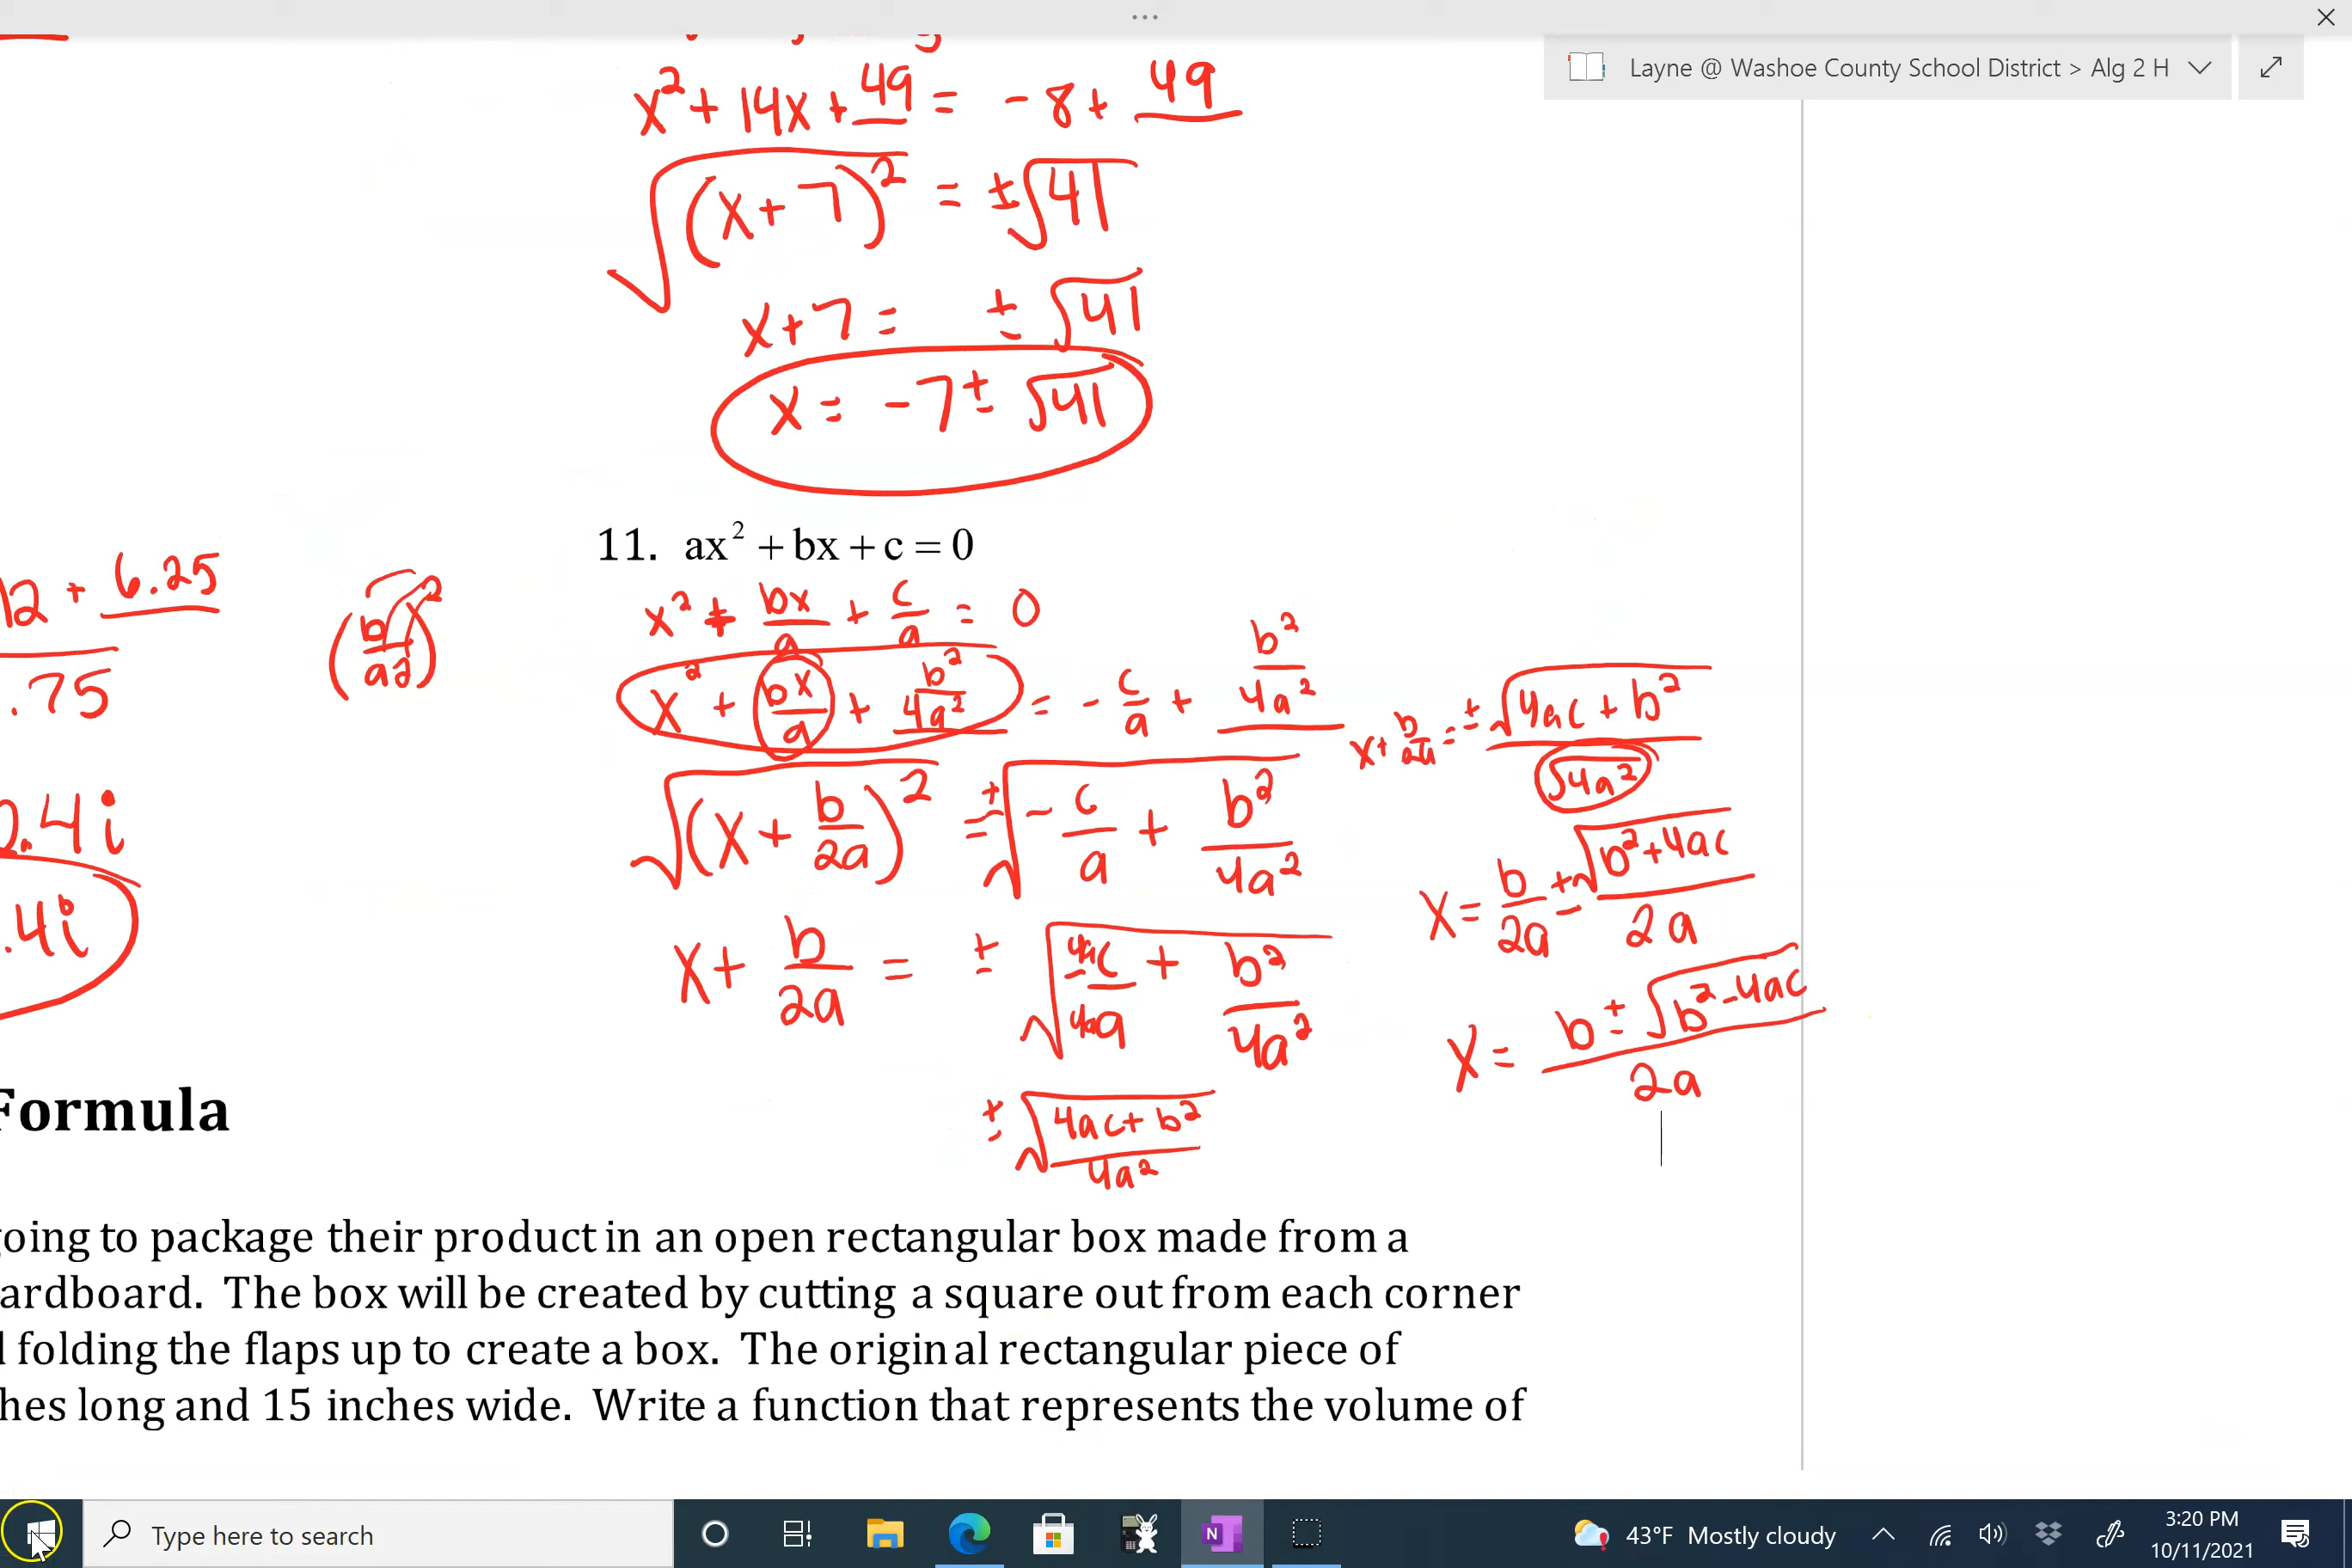 Layne @ Washoe County School District > Alg 2 H
x² + 14x + 49 = - 8 + 49
√(x + 7)² = ± √41
x + 7 = ± √41
x = - 7 ± √41
11. ax² + bx + c = 0
12 + 6.25
.75
(b/a2)²
x² + bx/a + c/a = 0
x² + bx/a + b²/4a² = - c/a + b²/4a²
√(x + b/2a)² = ± √- c/a + b²/4a²
x + b/2a = ± √- 4ac/4aa + b²/4a²
± √4ac + b²/4a²
x + b/2a = ± √4ac + b²/√4a²
x = b/2a ± √b² + 4ac/2a
x = b ± √b² - 4ac/2a
.4i
.4i
Formula
going to package their product in an open rectangular box made from a
ardboard. The box will be created by cutting a square out from each corner
folding the flaps up to create a box. The original rectangular piece of
hes long and 15 inches wide. Write a function that represents the volume of
Type here to search
N
43°F Mostly cloudy
3:20 PM
10/11/2021